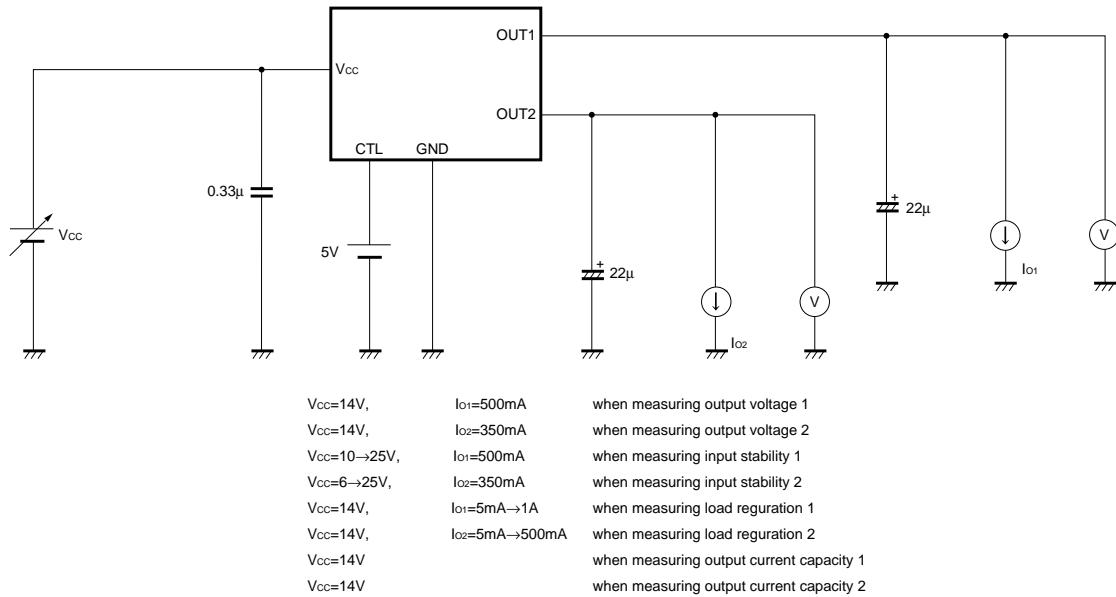 OUT1
Vcc
OUT2
CTL GND
0.33μ
Vcc
5V
+
22μ
Io2
V
+
22μ
Io1
V
Vcc=14V, Io1=500mA when measuring output voltage 1
Vcc=14V, Io2=350mA when measuring output voltage 2
Vcc=10→25V, Io1=500mA when measuring input stability 1
Vcc=6→25V, Io2=350mA when measuring input stability 2
Vcc=14V, Io1=5mA→1A when measuring load reguration 1
Vcc=14V, Io2=5mA→500mA when measuring load reguration 2
Vcc=14V when measuring output current capacity 1
Vcc=14V when measuring output current capacity 2